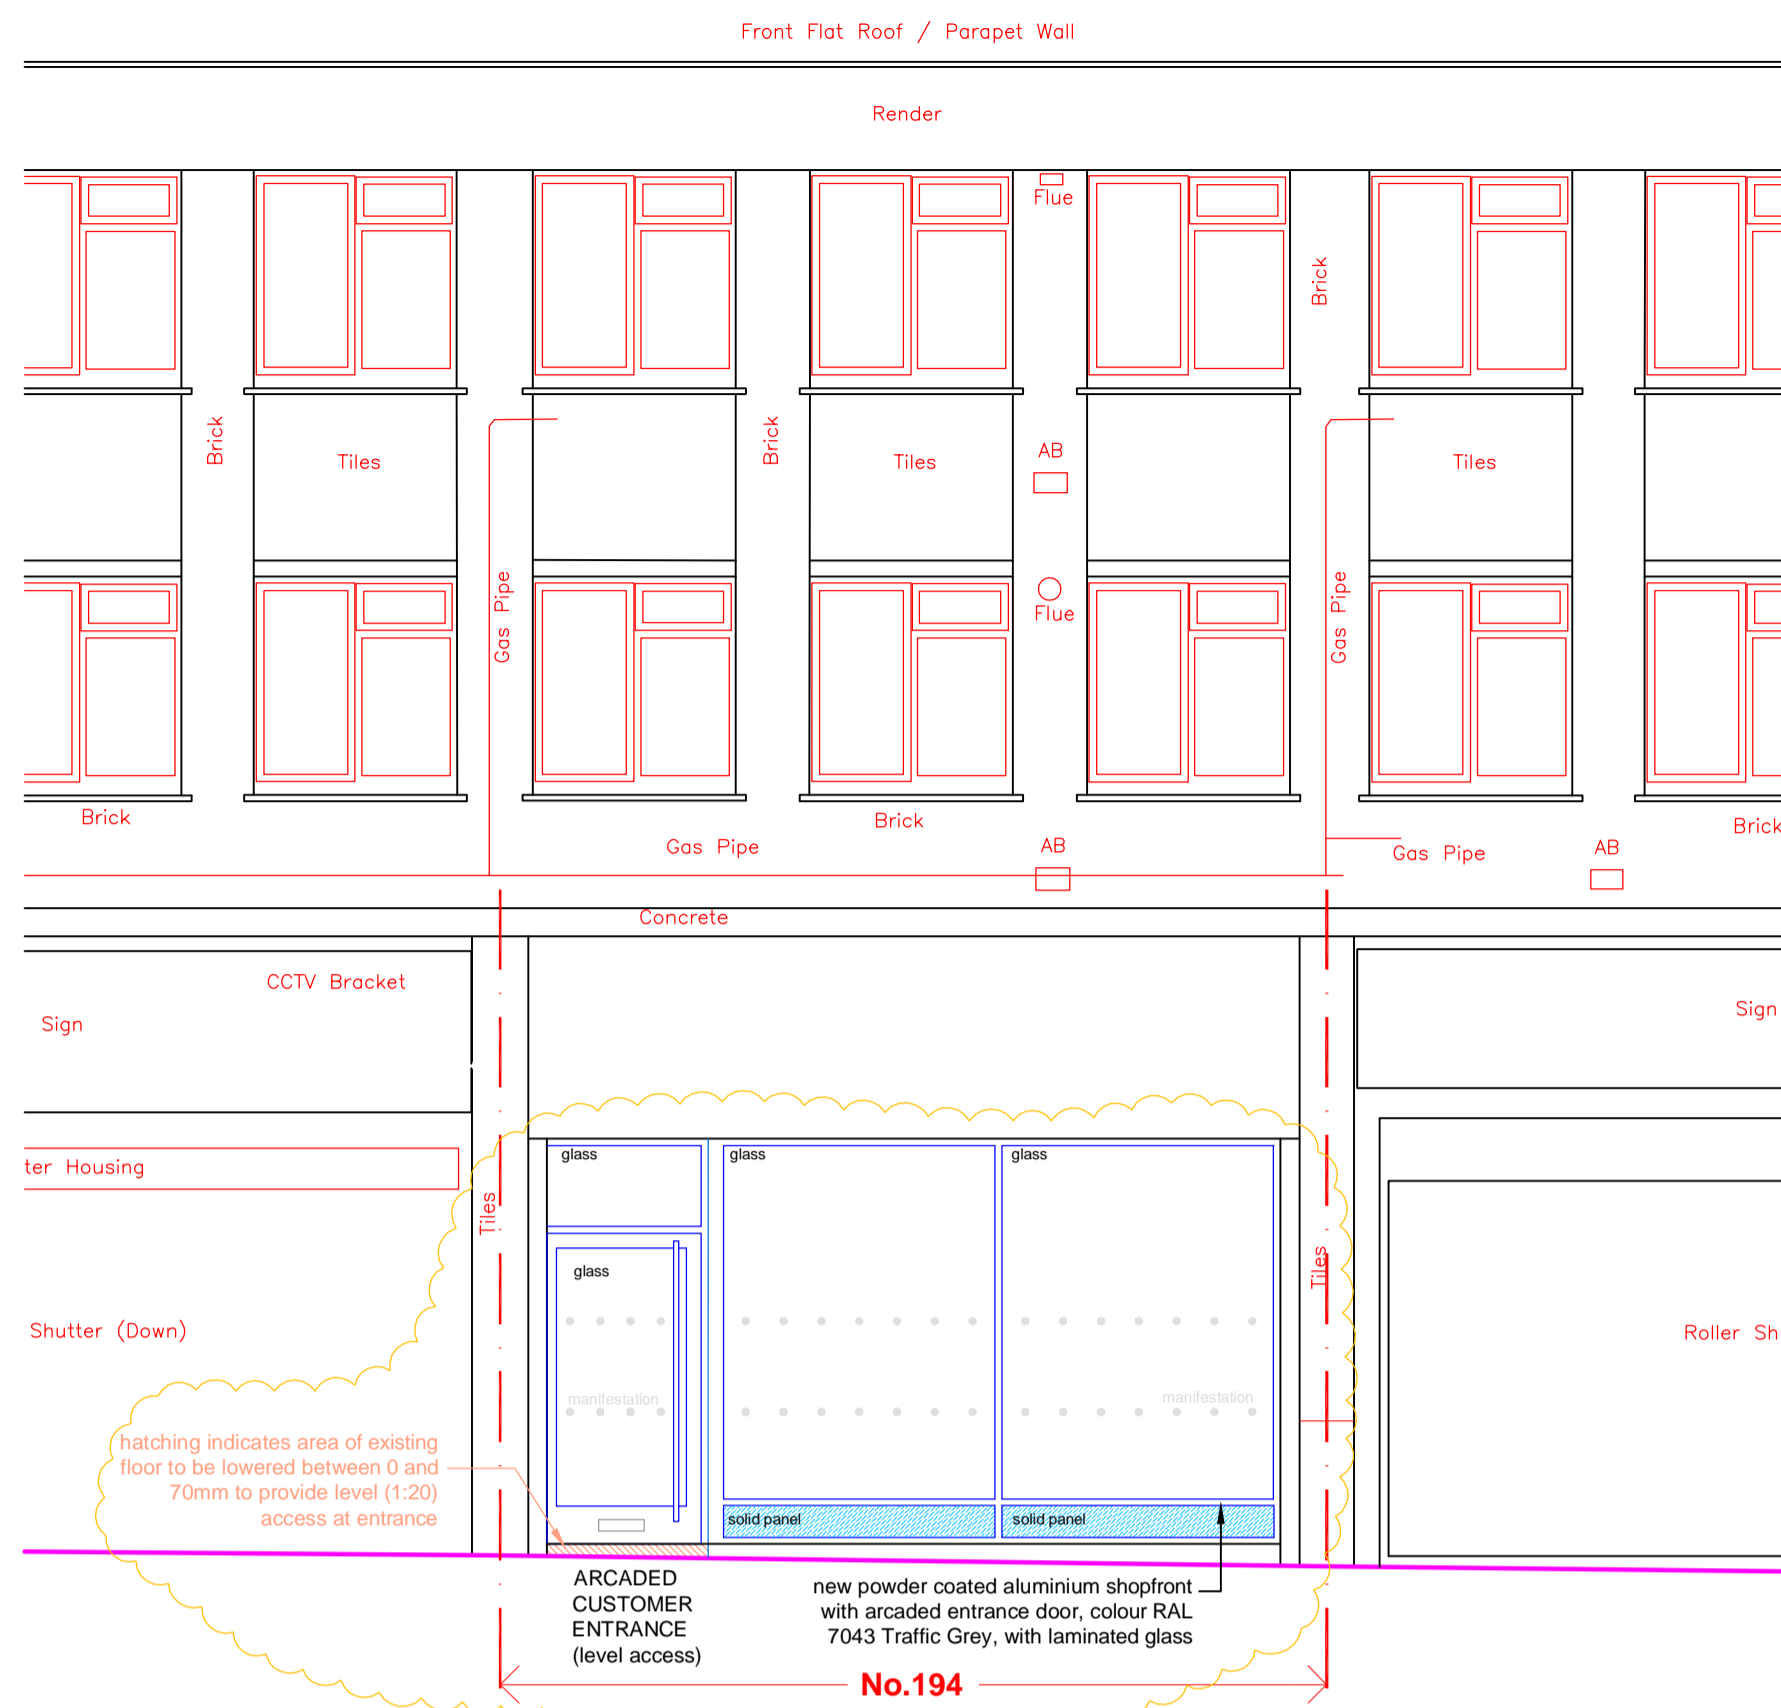 Front Flat Roof / Parapet Wall
Render
Flue
Brick
Brick
Tiles
Brick
Tiles
AB
Tiles
Gas Pipe
Flue
Gas Pipe
Brick
Brick
Brick
Gas Pipe
AB
Gas Pipe
AB
Concrete
CCTV Bracket
Sign
Sign
glass
glass
glass
ter Housing
Tiles
Tiles
glass
Shutter (Down)
Roller Sh
manifestation
manifestation
hatching indicates area of existing
floor to be lowered between 0 and
70mm to provide level (1:20)
access at entrance
solid panel
solid panel
ARCADED
CUSTOMER
ENTRANCE
(level access)
new powder coated aluminium shopfront
with arcaded entrance door, colour RAL
7043 Traffic Grey, with laminated glass
No.194